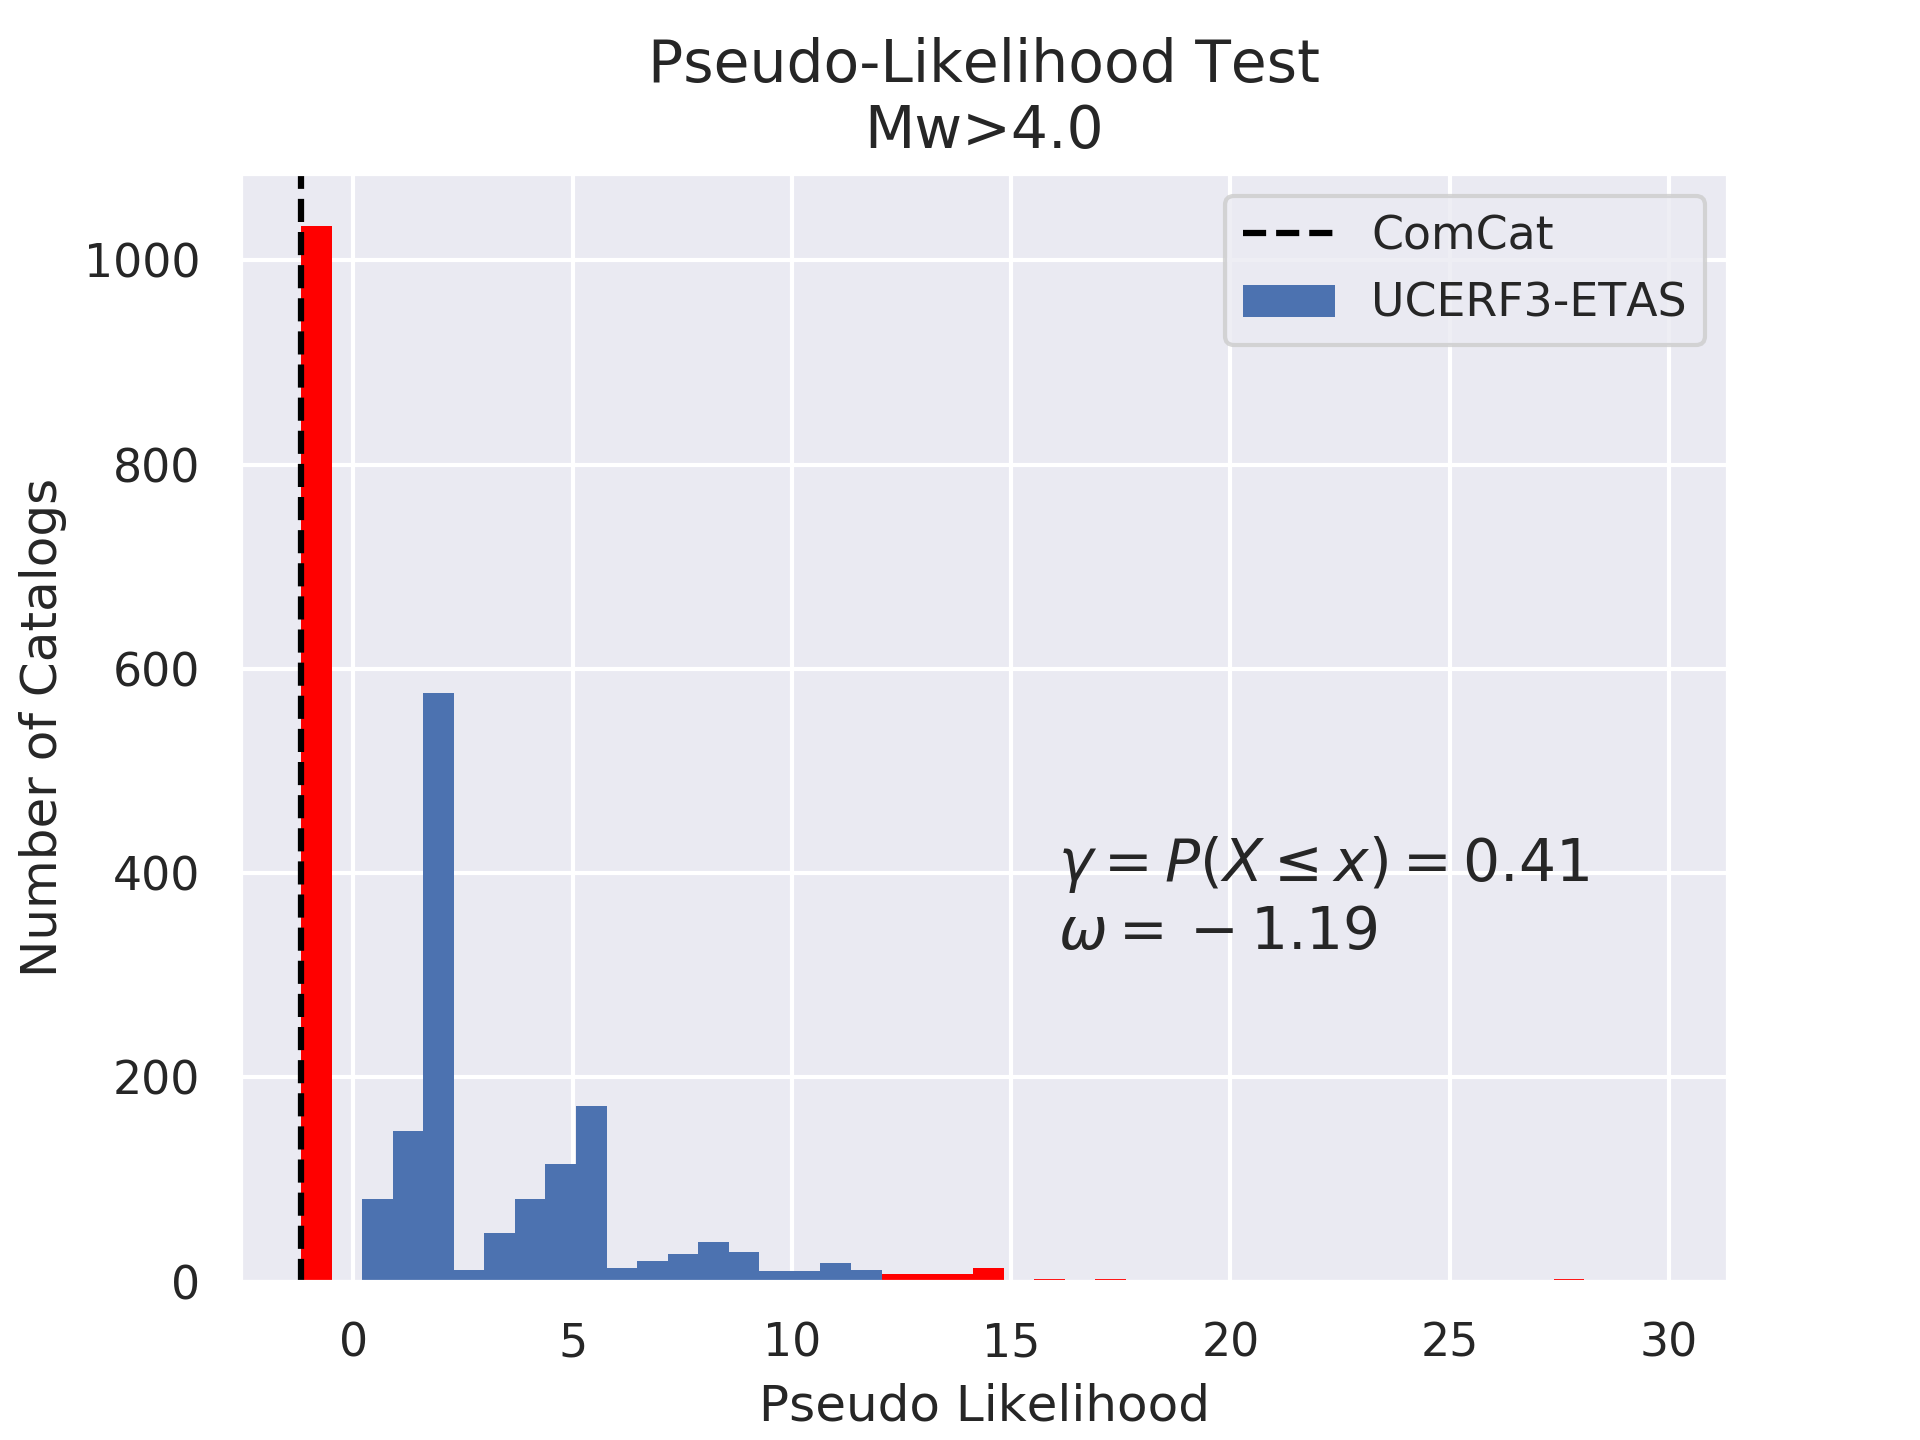 Pseudo-Likelihood Test
Mw>4.0
ComCat
UCERF3-ETAS
Number of Catalogs
1000
800
600
400
200
0
γ = P(X ≤ x) = 0.41
ω = − 1.19
0 5 10 15 20 25 30
Pseudo Likelihood